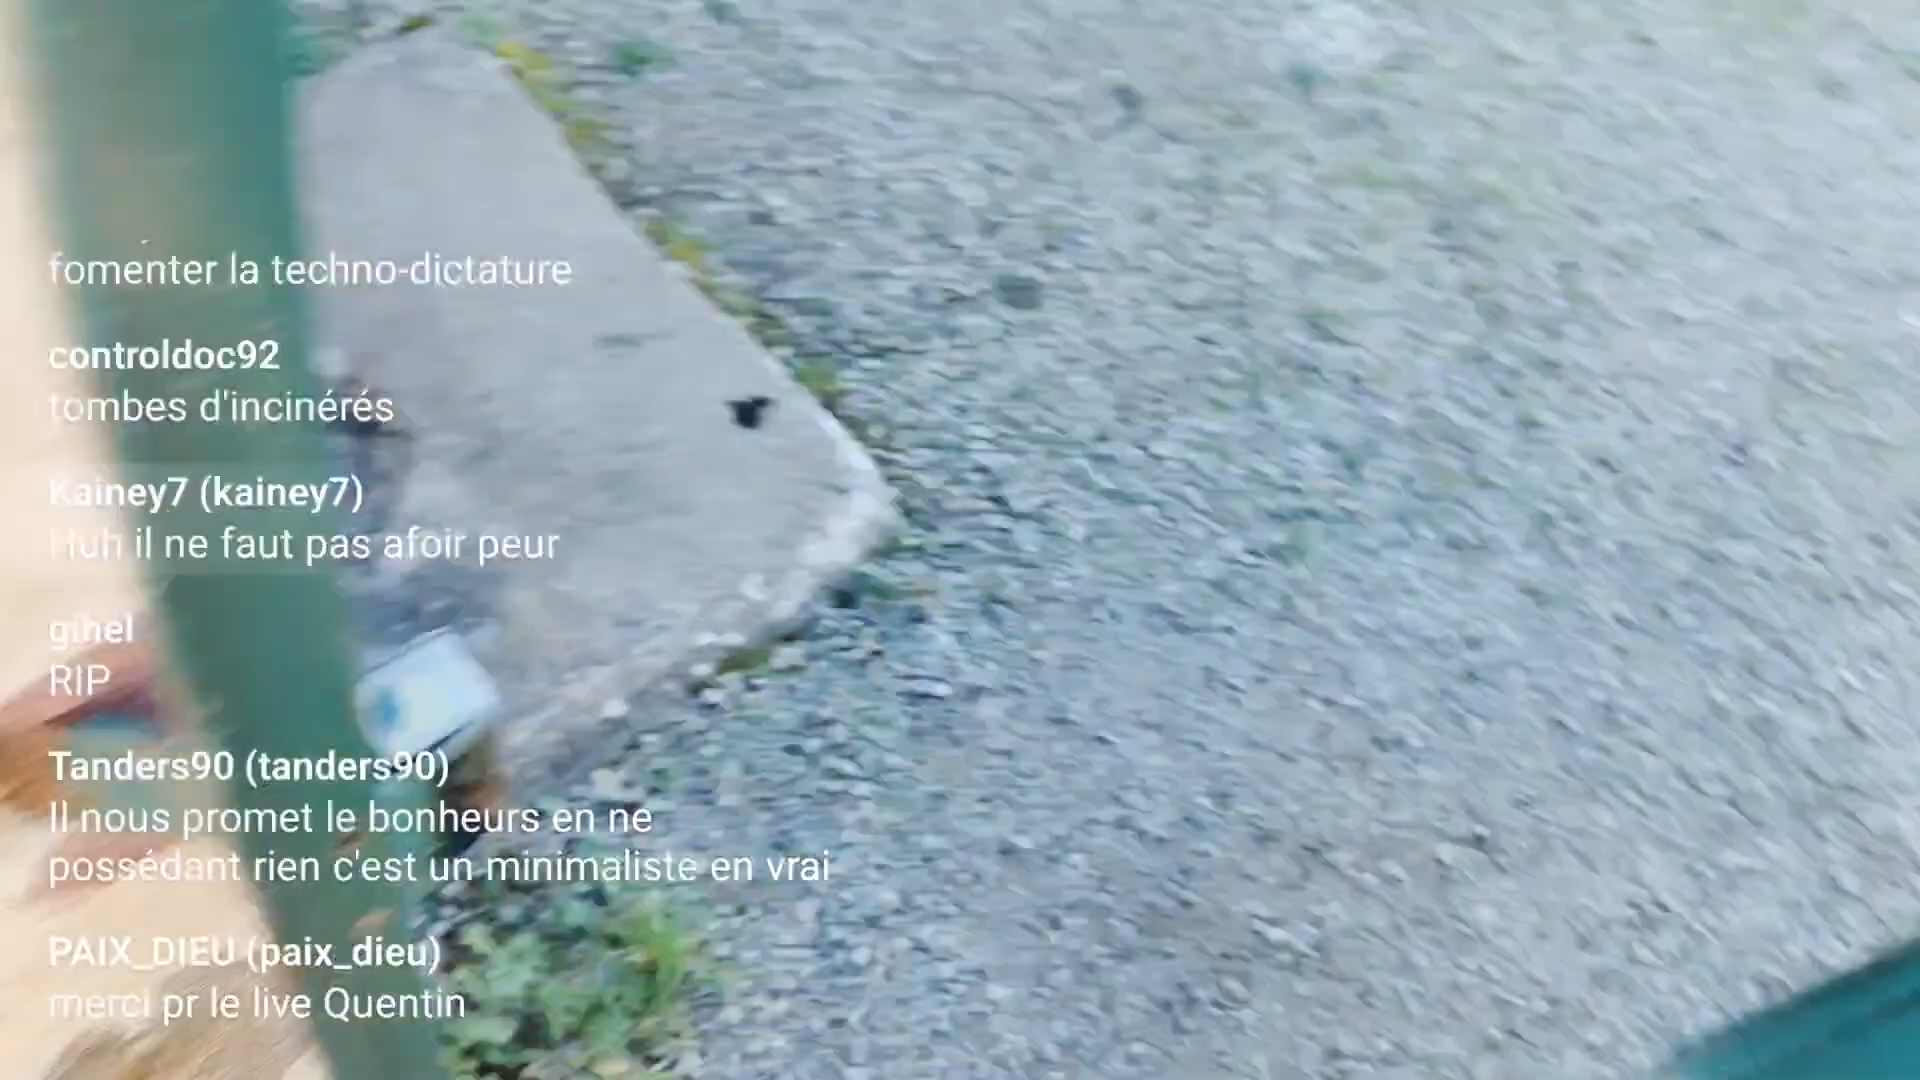 fomenter la techno-dictature
controldoc92
tombes d'incinérés
Kainey7 (kainey7)
Huh il ne faut pas afoir peur
gihel
RIP
Tanders90 (tanders90)
Il nous promet le bonheurs en ne
possédant rien c'est un minimaliste en vrai
PAIX_DIEU (paix_dieu)
merci pr le live Quentin